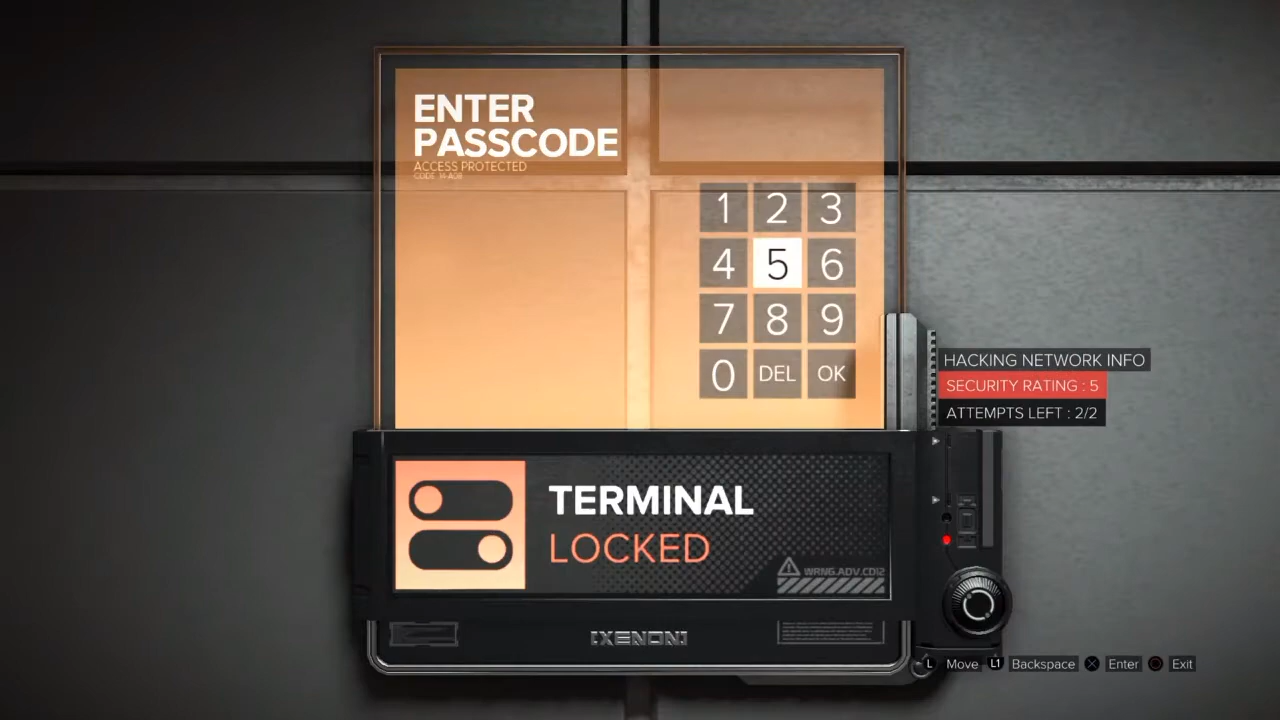 ENTER
PASSCODE
ACCESS PROTECTED
1 2 3
4 5 6
7 8 9
0 DEL OK
HACKING NETWORK INFO
SECURITY RATING : 5
ATTEMPTS LEFT : 2/2
TERMINAL
LOCKED
WRNG.ADV.CD12
XENON
L Move L1 Backspace Enter Exit